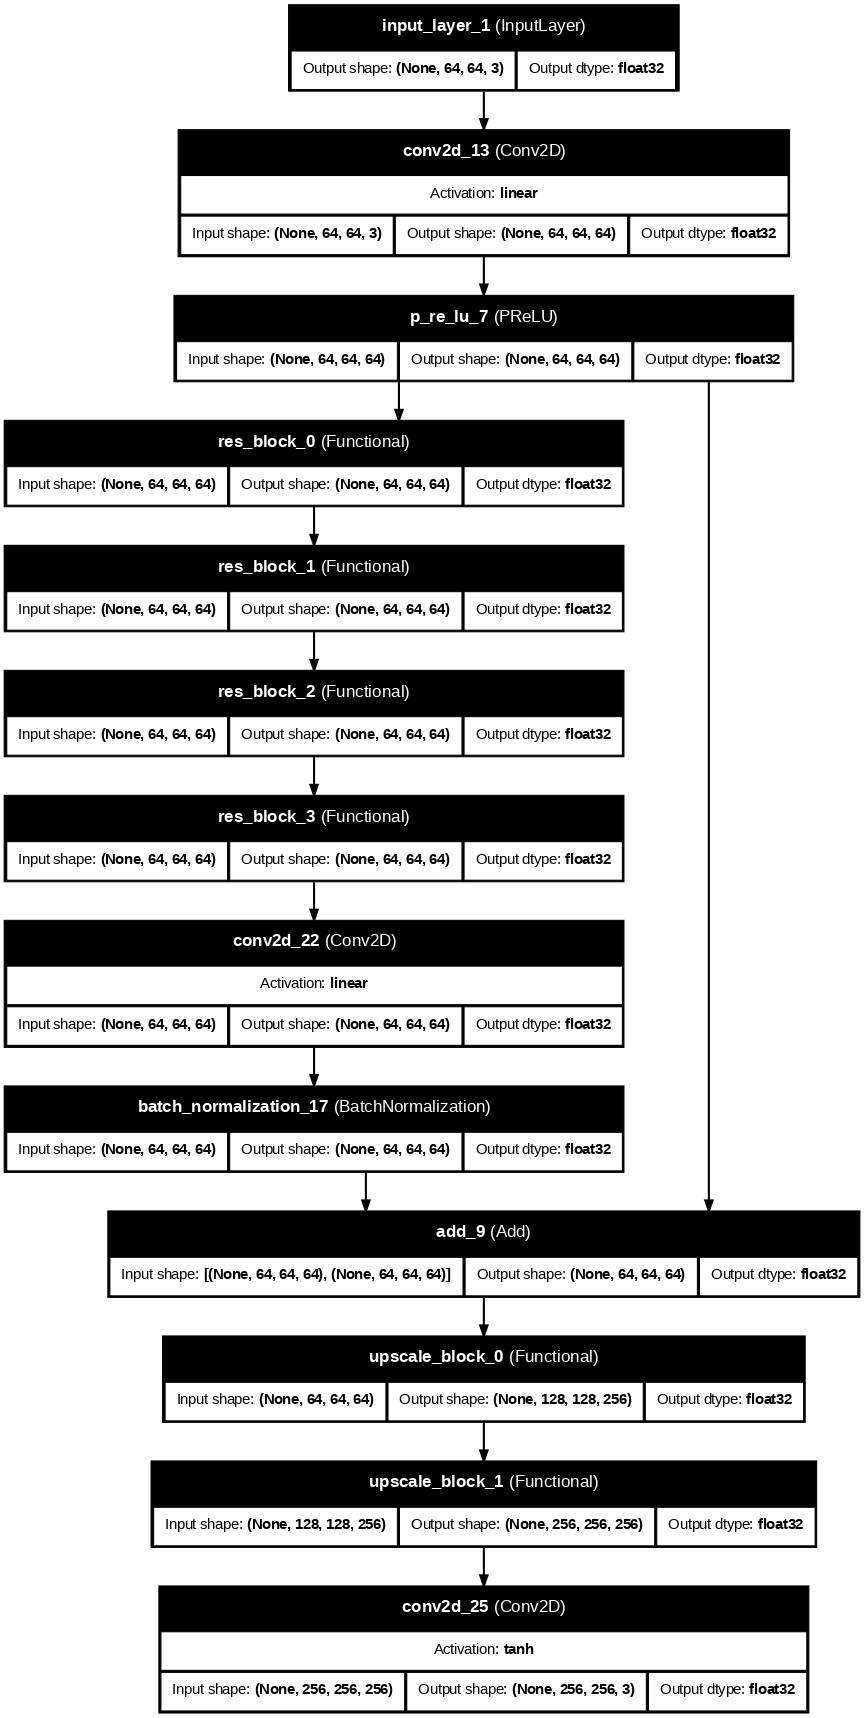 input_layer_1 (InputLayer)
Output shape: (None, 64, 64, 3) Output dtype: float32
conv2d_13 (Conv2D)
Activation: linear
Input shape: (None, 64, 64, 3) Output shape: (None, 64, 64, 64) Output dtype: float32
p_re_lu_7 (PReLU)
Input shape: (None, 64, 64, 64) Output shape: (None, 64, 64, 64) Output dtype: float32
res_block_0 (Functional)
Input shape: (None, 64, 64, 64) Output shape: (None, 64, 64, 64) Output dtype: float32
res_block_1 (Functional)
Input shape: (None, 64, 64, 64) Output shape: (None, 64, 64, 64) Output dtype: float32
res_block_2 (Functional)
Input shape: (None, 64, 64, 64) Output shape: (None, 64, 64, 64) Output dtype: float32
res_block_3 (Functional)
Input shape: (None, 64, 64, 64) Output shape: (None, 64, 64, 64) Output dtype: float32
conv2d_22 (Conv2D)
Activation: linear
Input shape: (None, 64, 64, 64) Output shape: (None, 64, 64, 64) Output dtype: float32
batch_normalization_17 (BatchNormalization)
Input shape: (None, 64, 64, 64) Output shape: (None, 64, 64, 64) Output dtype: float32
add_9 (Add)
Input shape: [(None, 64, 64, 64), (None, 64, 64, 64)] Output shape: (None, 64, 64, 64) Output dtype: float32
upscale_block_0 (Functional)
Input shape: (None, 64, 64, 64) Output shape: (None, 128, 128, 256) Output dtype: float32
upscale_block_1 (Functional)
Input shape: (None, 128, 128, 256) Output shape: (None, 256, 256, 256) Output dtype: float32
conv2d_25 (Conv2D)
Activation: tanh
Input shape: (None, 256, 256, 256) Output shape: (None, 256, 256, 3) Output dtype: float32